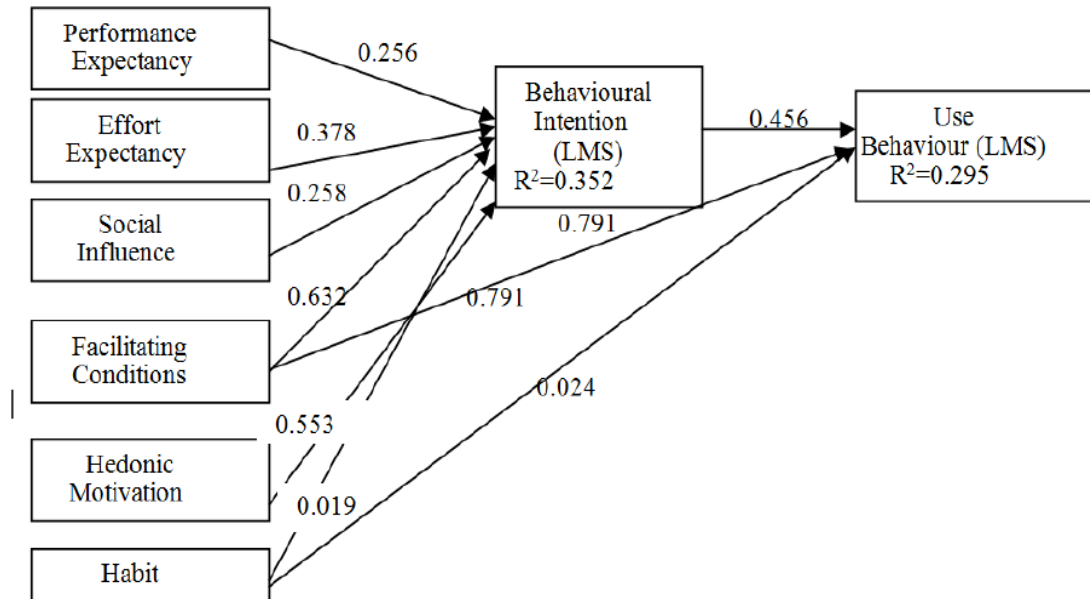 Performance
Expectancy
0.256
Effort
Expectancy
0.378
Social
Influence
0.258
Facilitating
Conditions
0.632
Hedonic
Motivation
0.553
Habit
0.019
Behavioural
Intention
(LMS)
R²=0.352
0.456
0.791
0.791
0.024
Use
Behaviour (LMS)
R²=0.295